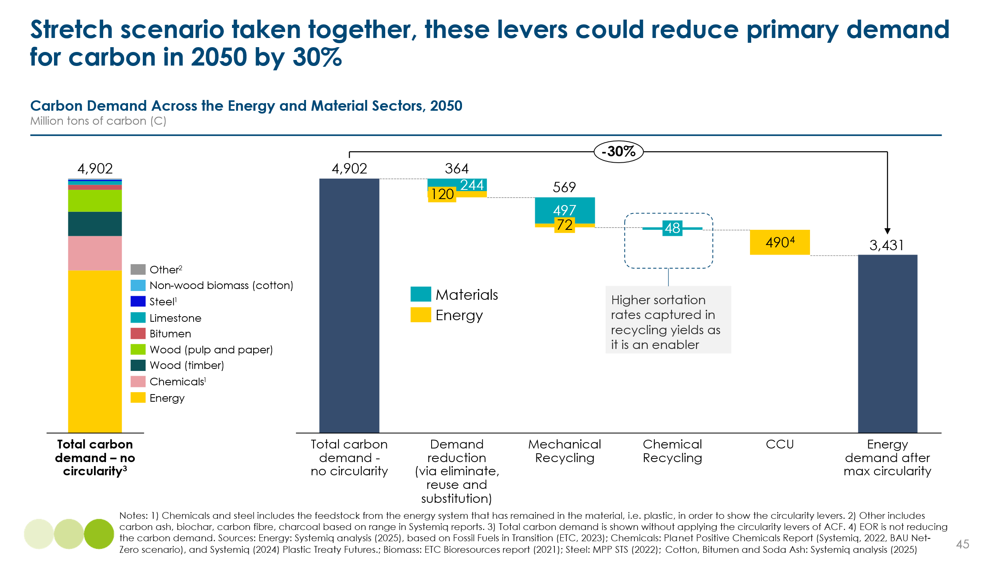 Stretch scenario taken together, these levers could reduce primary demand
for carbon in 2050 by 30%
Carbon Demand Across the Energy and Material Sectors, 2050
Million tons of carbon (C)
4,902
Other²
Non-wood biomass (cotton)
Steel¹
Limestone
Bitumen
Wood (pulp and paper)
Wood (timber)
Chemicals¹
Energy
Total carbon
demand – no
circularity³
-30%
4,902
364
244
120
569
497
72
48
490⁴
3,431
Materials
Energy
Higher sortation
rates captured in
recycling yields as
it is an enabler
Total carbon
demand -
no circularity
Demand
reduction
(via eliminate,
reuse and
substitution)
Mechanical
Recycling
Chemical
Recycling
CCU
Energy
demand after
max circularity
Notes: 1) Chemicals and steel includes the feedstock from the energy system that has remained in the material, i.e. plastic, in order to show the circularity levers. 2) Other includes
carbon ash, biochar, carbon fibre, charcoal based on range in Systemiq reports. 3) Total carbon demand is shown without applying the circularity levers of ACF. 4) EOR is not reducing
the carbon demand. Sources: Energy: Systemiq analysis (2025), based on Fossil Fuels in Transition (ETC, 2023); Chemicals: Planet Positive Chemicals Report (Systemiq, 2022, BAU Net-
Zero scenario), and Systemiq (2024) Plastic Treaty Futures.; Biomass: ETC Bioresources report (2021); Steel: MPP STS (2022); Cotton, Bitumen and Soda Ash: Systemiq analysis (2025)
45